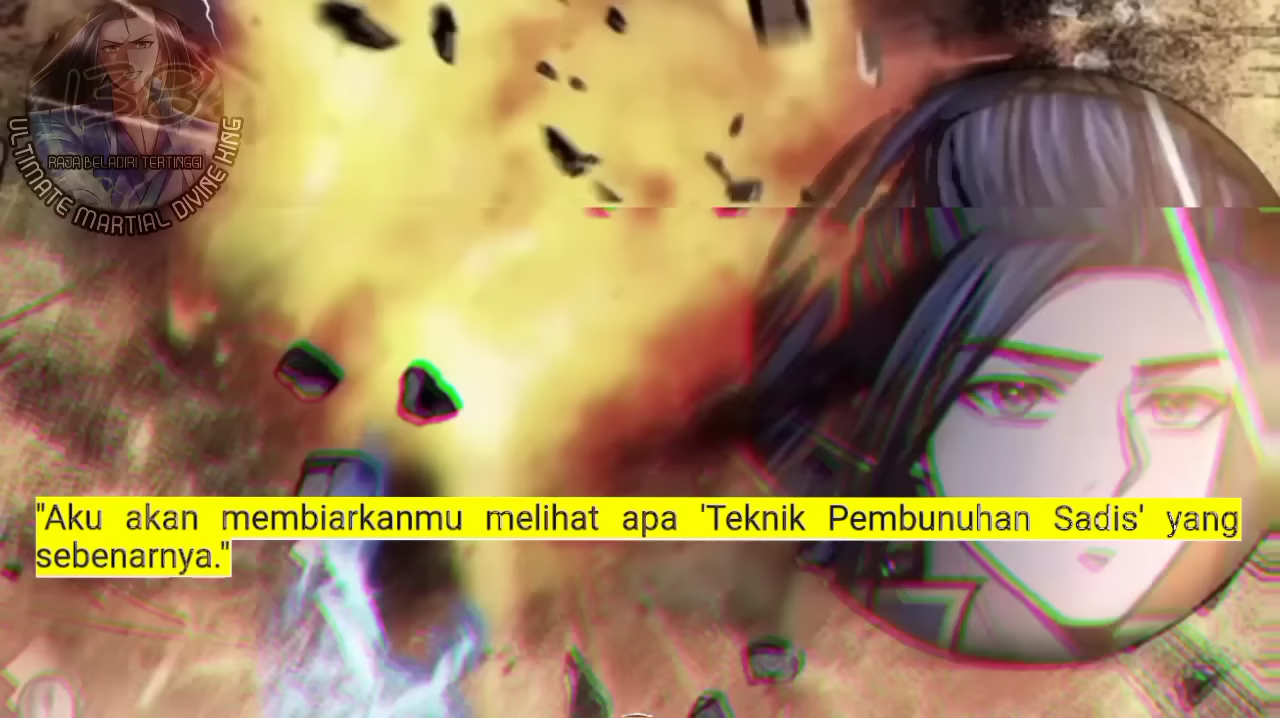 RAJA BELADIRI TERTINGGI
ULTIMATE MARTIAL DIVINE KING
"Aku akan membiarkanmu melihat apa 'Teknik Pembunuhan Sadis' yang
sebenarnya."